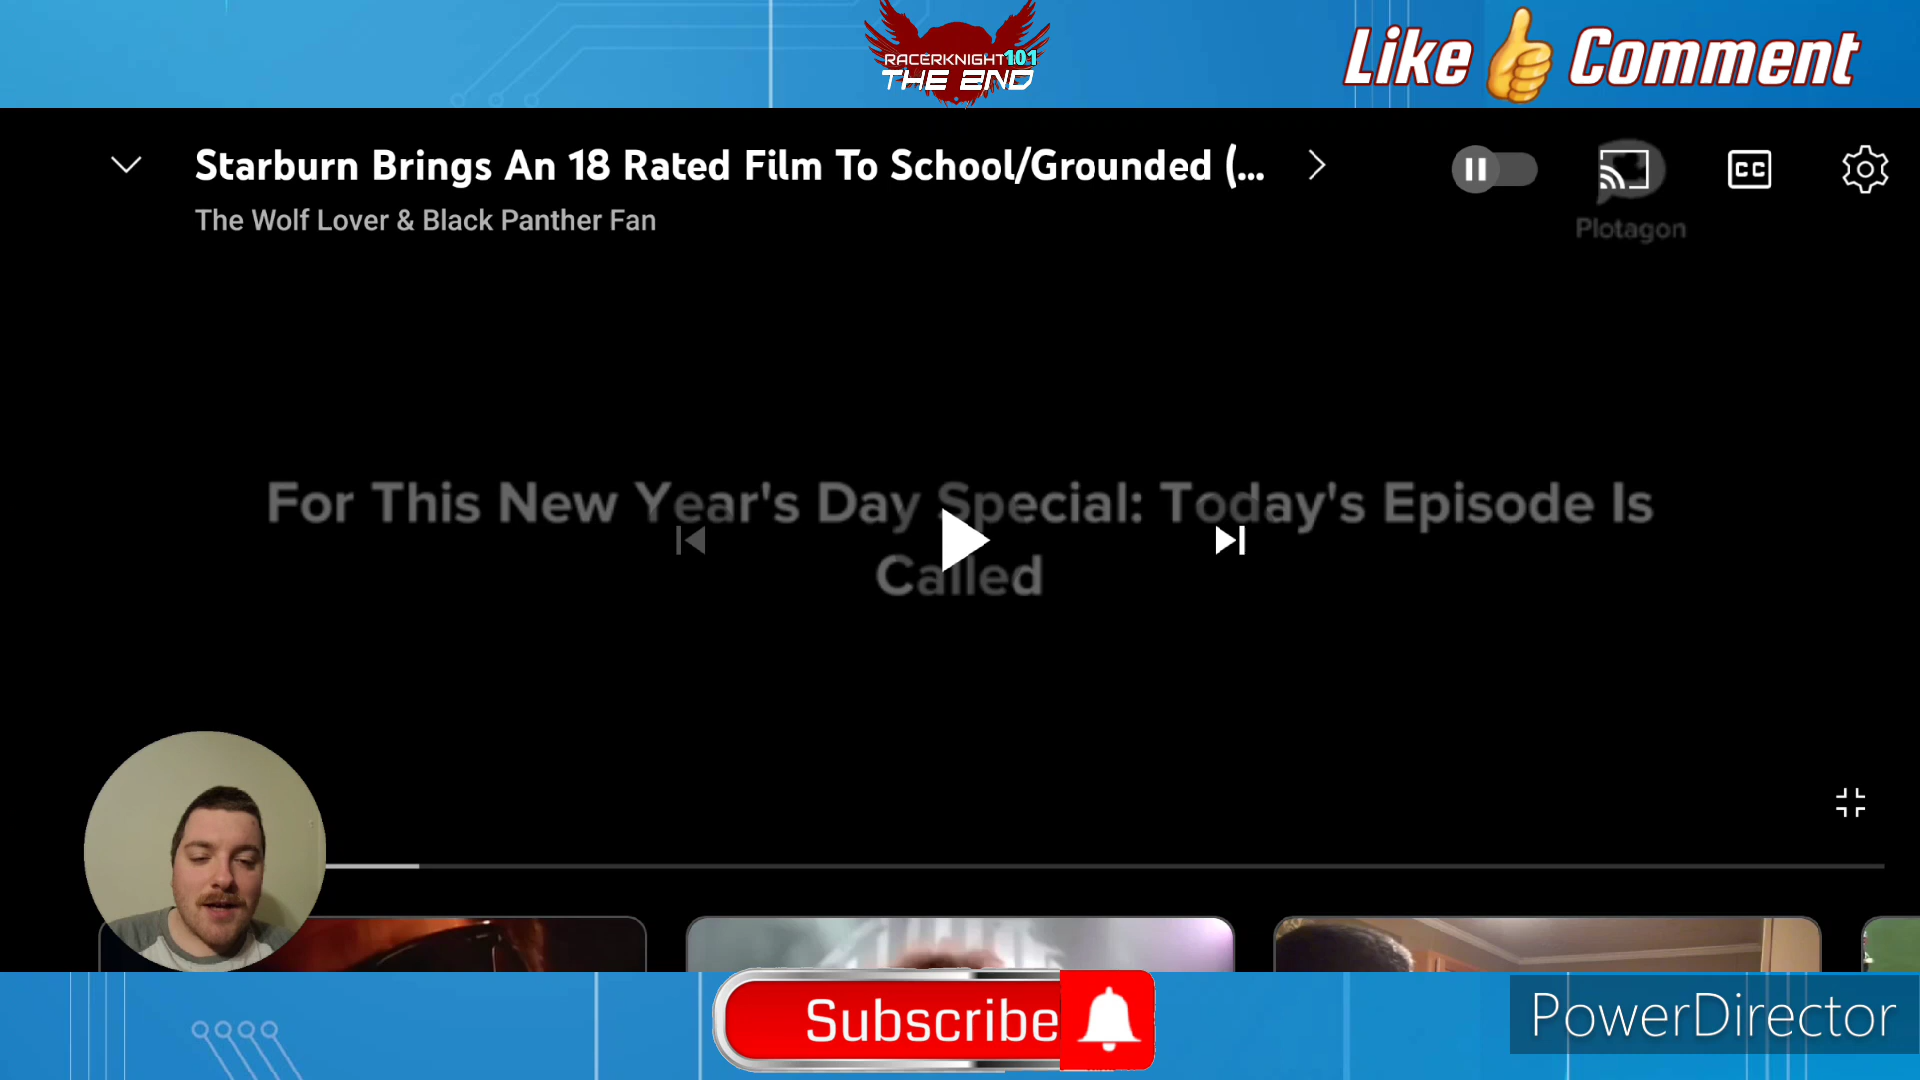 RACERKNIGHT101
THE END
Like Comment
Starburn Brings An 18 Rated Film To School/Grounded (...
The Wolf Lover & Black Panther Fan
CC
Plotagon
For This New Year's Day Special: Today's Episode Is
Called
Subscribe
PowerDirector